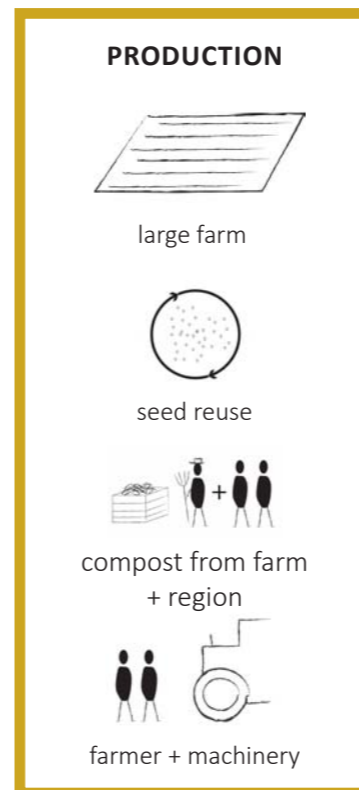 PRODUCTION
large farm
seed reuse
+
compost from farm
+ region
farmer + machinery